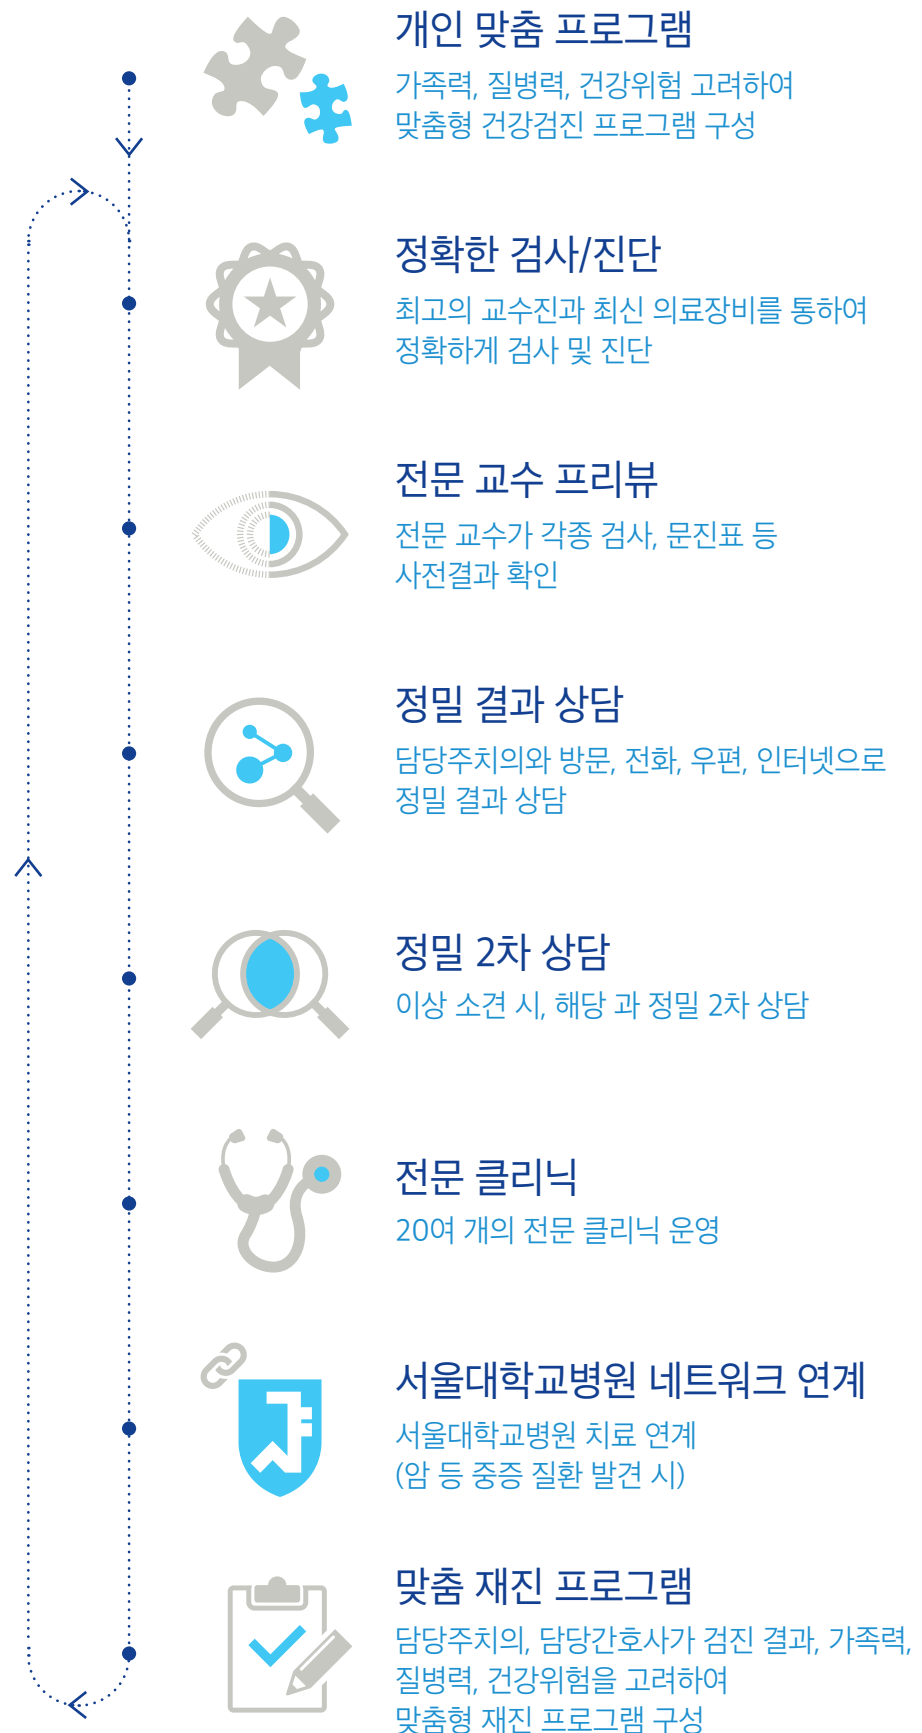 개인 맞춤 프로그램
가족력, 질병력, 건강위험 고려하여
맞춤형 건강검진 프로그램 구성
정확한 검사/진단
최고의 교수진과 최신 의료장비를 통하여
정확하게 검사 및 진단
전문 교수 프리뷰
전문 교수가 각종 검사, 문진표 등
사전결과 확인
정밀 결과 상담
담당주치의와 방문, 전화, 우편, 인터넷으로
정밀 결과 상담
정밀 2차 상담
이상 소견 시, 해당 과 정밀 2차 상담
전문 클리닉
20여 개의 전문 클리닉 운영
서울대학교병원 네트워크 연계
서울대학교병원 치료 연계
(암 등 중증 질환 발견 시)
맞춤 재진 프로그램
담당주치의, 담당간호사가 검진 결과, 가족력,
질병력, 건강위험을 고려하여
맞춤형 재진 프로그램 구성